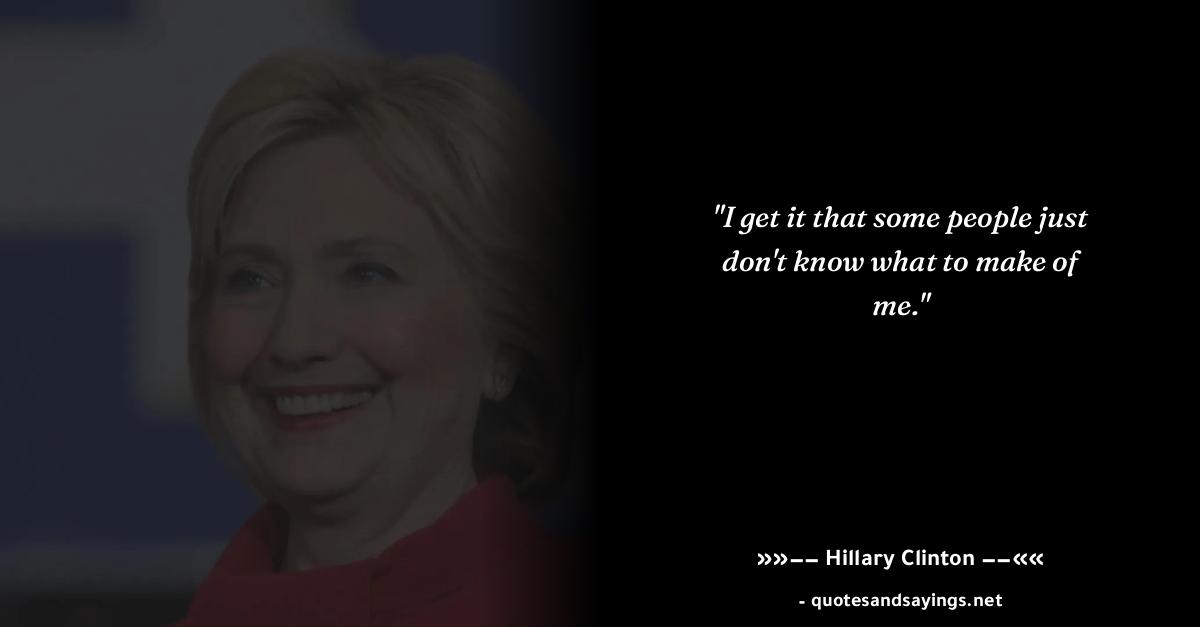 "I get it that some people just
don't know what to make of
me."
»»−− Hillary Clinton −−««
- quotesandsayings.net